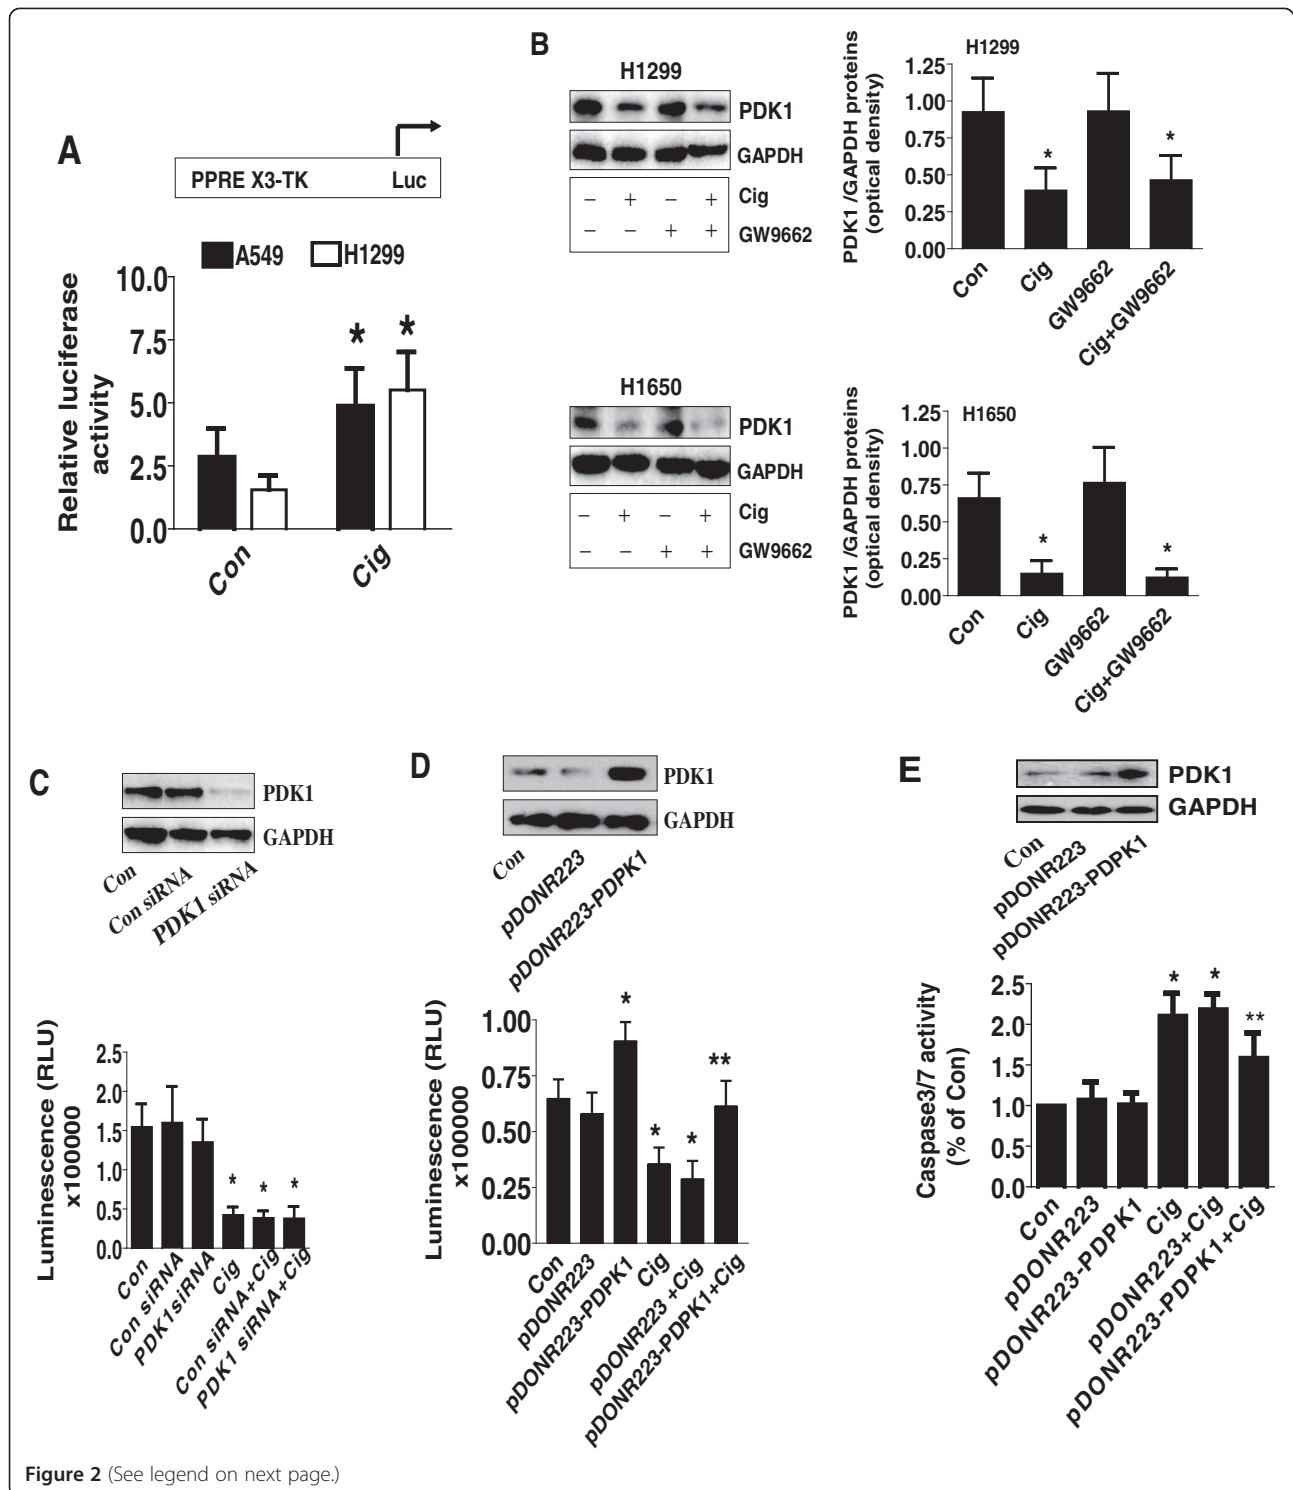 A
PPRE X3-TK Luc
A549 H1299
Relative luciferase
activity
10.0
7.5
5.0
2.5
0.0
* *
Con Cig
B
H1299
PDK1
GAPDH
− + − + Cig
− − + + GW9662
H1299
PDK1 /GAPDH proteins
(optical density)
1.25
1.00
0.75
0.50
0.25
0.00
* *
Con Cig GW9662 Cig+GW9662
H1650
PDK1
GAPDH
− + − + Cig
− − + + GW9662
H1650
PDK1 /GAPDH proteins
(optical density)
1.25
1.00
0.75
0.50
0.25
0.00
* *
Con Cig GW9662 Cig+GW9662
C
PDK1
GAPDH
Con Con siRNA PDK1 siRNA
Luminescence (RLU)
x100000
2.5
2.0
1.5
1.0
0.5
0.0
* * *
Con Con siRNA PDK1siRNA Cig Con siRNA+Cig PDK1 siRNA+Cig
D
PDK1
GAPDH
Con pDONR223 pDONR223-PDPK1
Luminescence (RLU)
x100000
1.00
0.75
0.50
0.25
0.00
* * * **
Con pDONR223 pDONR223-PDPK1 Cig pDONR223 +Cig pDONR223-PDPK1+Cig
E
PDK1
GAPDH
Con pDONR223 pDONR223-PDPK1
Caspase3/7 activity
(% of Con)
2.5
2.0
1.5
1.0
0.5
0.0
* * **
Con pDONR223 pDONR223-PDPK1 Cig pDONR223+Cig pDONR223-PDPK1+Cig
Figure 2 (See legend on next page.)